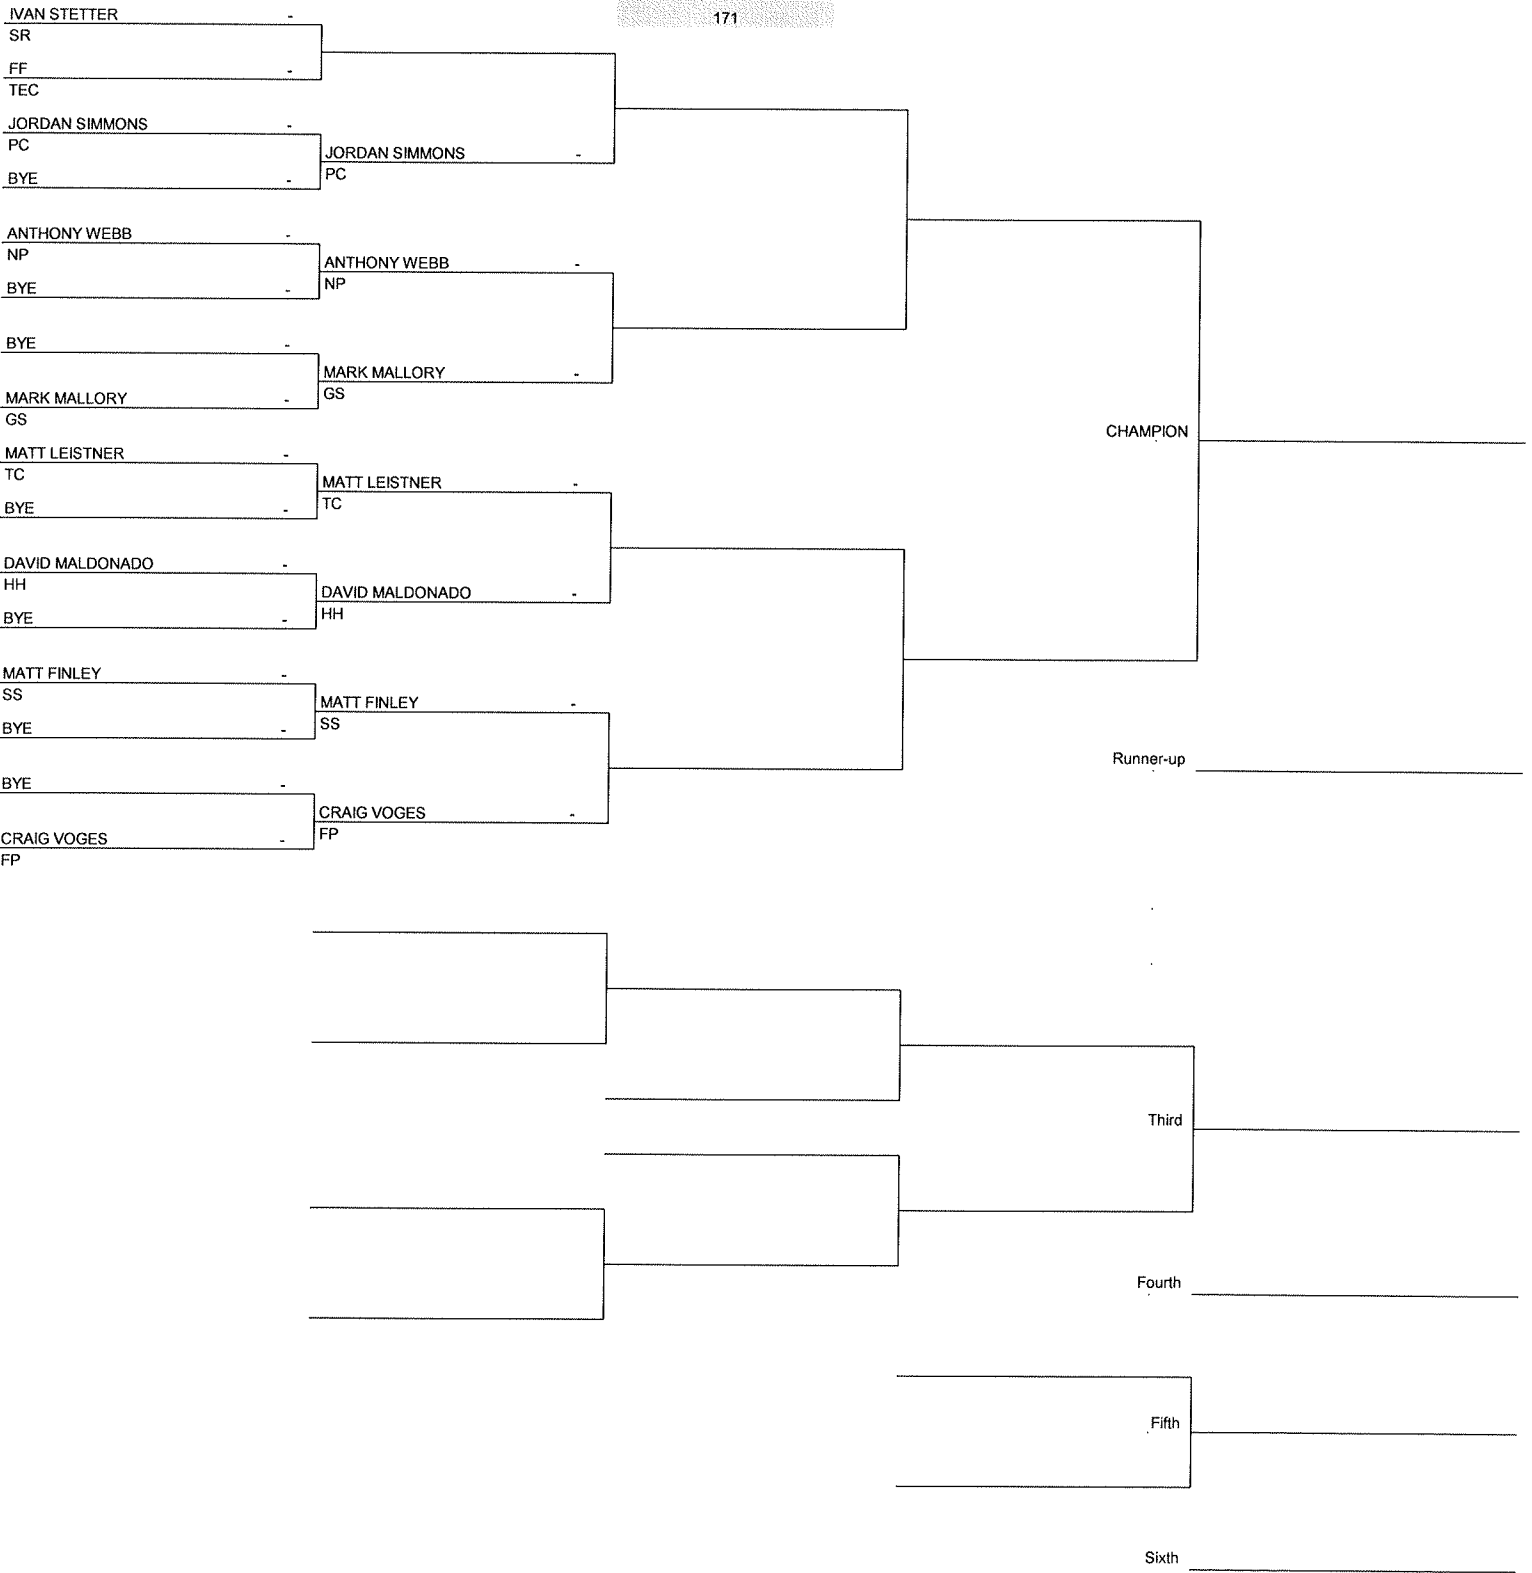 171
IVAN STETTER -
SR
FF -
TEC
JORDAN SIMMONS -
PC
BYE -
ANTHONY WEBB -
NP
BYE -
BYE -
MARK MALLORY -
GS
MATT LEISTNER -
TC
BYE -
DAVID MALDONADO -
HH
BYE -
MATT FINLEY -
SS
BYE -
BYE -
CRAIG VOGES -
FP
JORDAN SIMMONS -
PC
ANTHONY WEBB -
NP
MARK MALLORY -
GS
MATT LEISTNER -
TC
DAVID MALDONADO -
HH
MATT FINLEY -
SS
CRAIG VOGES -
FP
CHAMPION
Runner-up
Third
Fourth
Fifth
Sixth